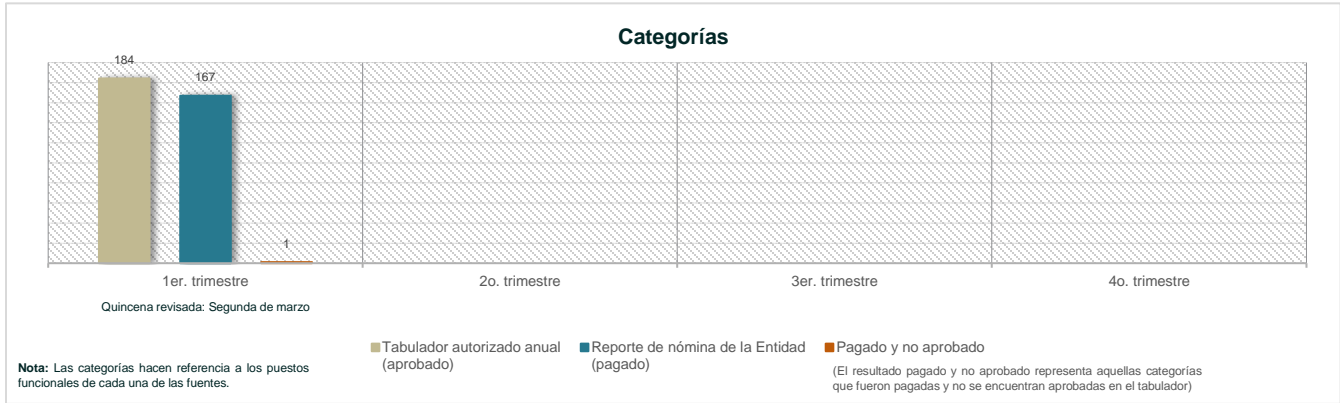 Categorías
184
167
1
1er. trimestre
2o. trimestre
3er. trimestre
4o. trimestre
Quincena revisada: Segunda de marzo
Tabulador autorizado anual
(aprobado)
Reporte de nómina de la Entidad
(pagado)
Pagado y no aprobado
(El resultado pagado y no aprobado representa aquellas categorías
que fueron pagadas y no se encuentran aprobadas en el tabulador)
Nota: Las categorías hacen referencia a los puestos
funcionales de cada una de las fuentes.